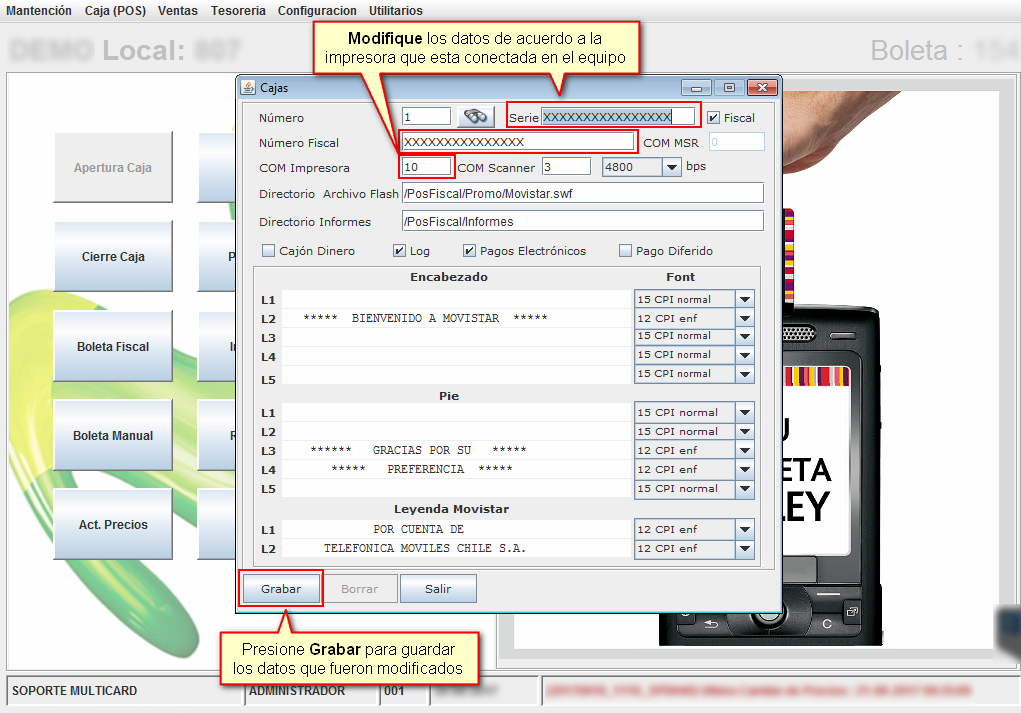 Mantención Caja (POS) Ventas Tesoreria Configuracion Utilitarios
DEMO Local: 807
Boleta : 154
Modifique los datos de acuerdo a la
impresora que esta conectada en el equipo
Cajas
Número 1 Serie XXXXXXXXXXXXXXXX Fiscal
Número Fiscal XXXXXXXXXXXXXXX COM MSR 0
COM Impresora 10 COM Scanner 3 4800 bps
Directorio Archivo Flash /PosFiscal/Promo/Movistar.swf
Directorio Informes /PosFiscal/Informes
Cajón Dinero Log Pagos Electrónicos Pago Diferido
Encabezado Font
L1 15 CPI normal
L2 ***** BIENVENIDO A MOVISTAR ***** 12 CPI enf
L3 15 CPI normal
L4 15 CPI normal
L5 15 CPI normal
Pie
L1 15 CPI normal
L2 15 CPI normal
L3 ****** GRACIAS POR SU ***** 12 CPI enf
L4 ***** PREFERENCIA ***** 12 CPI enf
L5 15 CPI normal
Leyenda Movistar
L1 POR CUENTA DE 12 CPI enf
L2 TELEFONICA MOVILES CHILE S.A. 12 CPI enf
Grabar Borrar Salir
Apertura Caja
Cierre Caja
P
Boleta Fiscal
I
Boleta Manual
R
Act. Precios
U
ETA
LEY
C
Presione Grabar para guardar
los datos que fueron modificados
SOPORTE MULTICARD ADMINISTRADOR 001